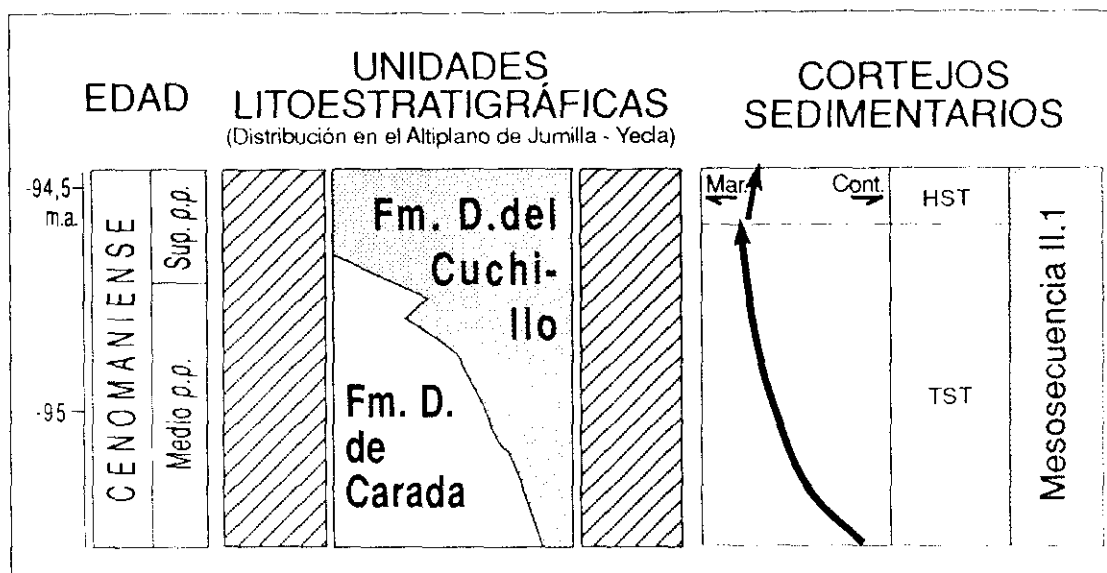 EDAD
UNIDADES
LITOESTRATIGRÁFICAS
(Distribución en el Altiplano de Jumilla - Yecla)
CORTEJOS
SEDIMENTARIOS
-94,5
m.a.
-95
CENOMANIENSE
Sup. p.p.
Medio p.p.
Fm. D. del
Cuchi-
llo
Fm. D.
de
Carada
Mar.
Cont.
HST
TST
Mesosecuencia II.1